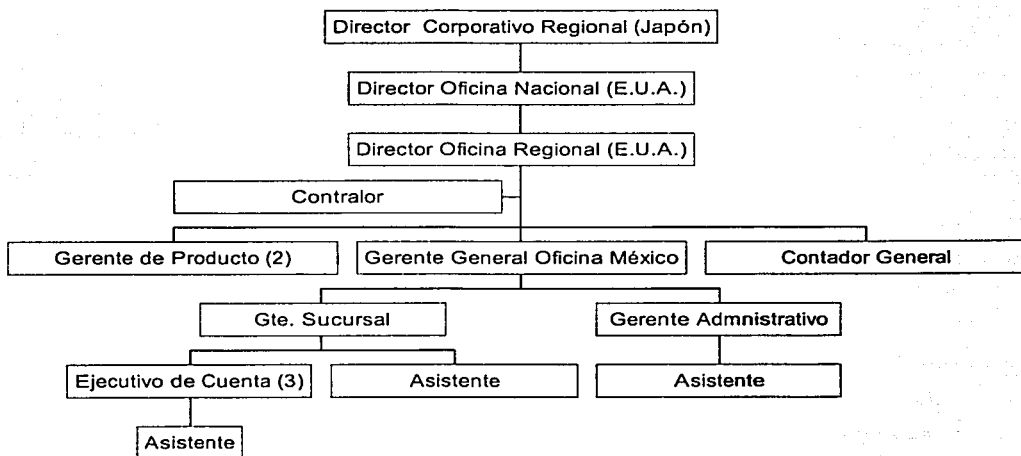 Director Corporativo Regional (Japón)
Director Oficina Nacional (E.U.A.)
Director Oficina Regional (E.U.A.)
Contralor
Gerente de Producto (2)
Gerente General Oficina México
Contador General
Gte. Sucursal
Gerente Admnistrativo
Ejecutivo de Cuenta (3)
Asistente
Asistente
Asistente